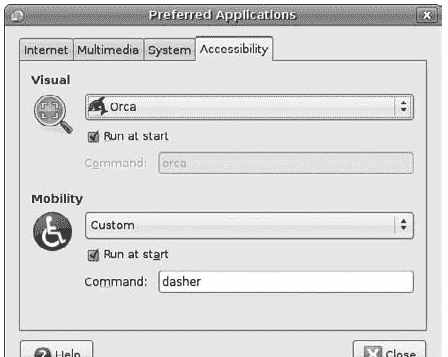 Preferred Applications
Internet Multimedia System Accessibility
Visual
Orca
Run at start
Command: orca
Mobility
Custom
Run at start
Command: dasher
Help Close